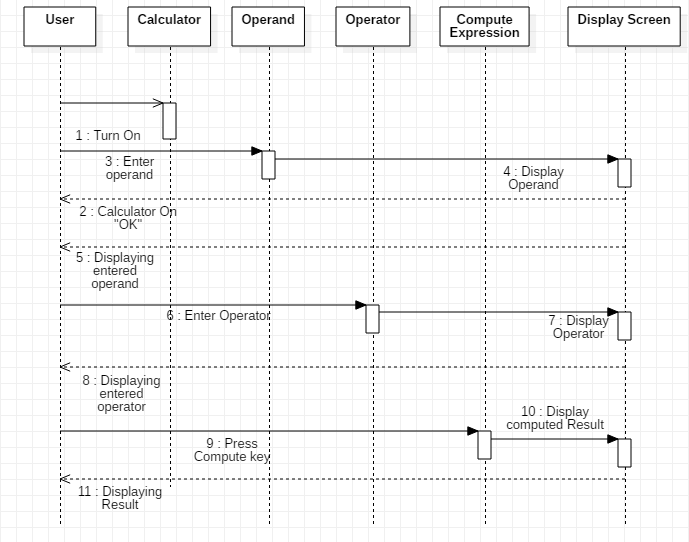 User
Calculator
Operand
Operator
Compute
Expression
Display Screen
1 : Turn On
3 : Enter
operand
4 : Display
Operand
2 : Calculator On
"OK"
5 : Displaying
entered
operand
6 : Enter Operator
7 : Display
Operator
8 : Displaying
entered
operator
10 : Display
computed Result
9 : Press
Compute key
11 : Displaying
Result